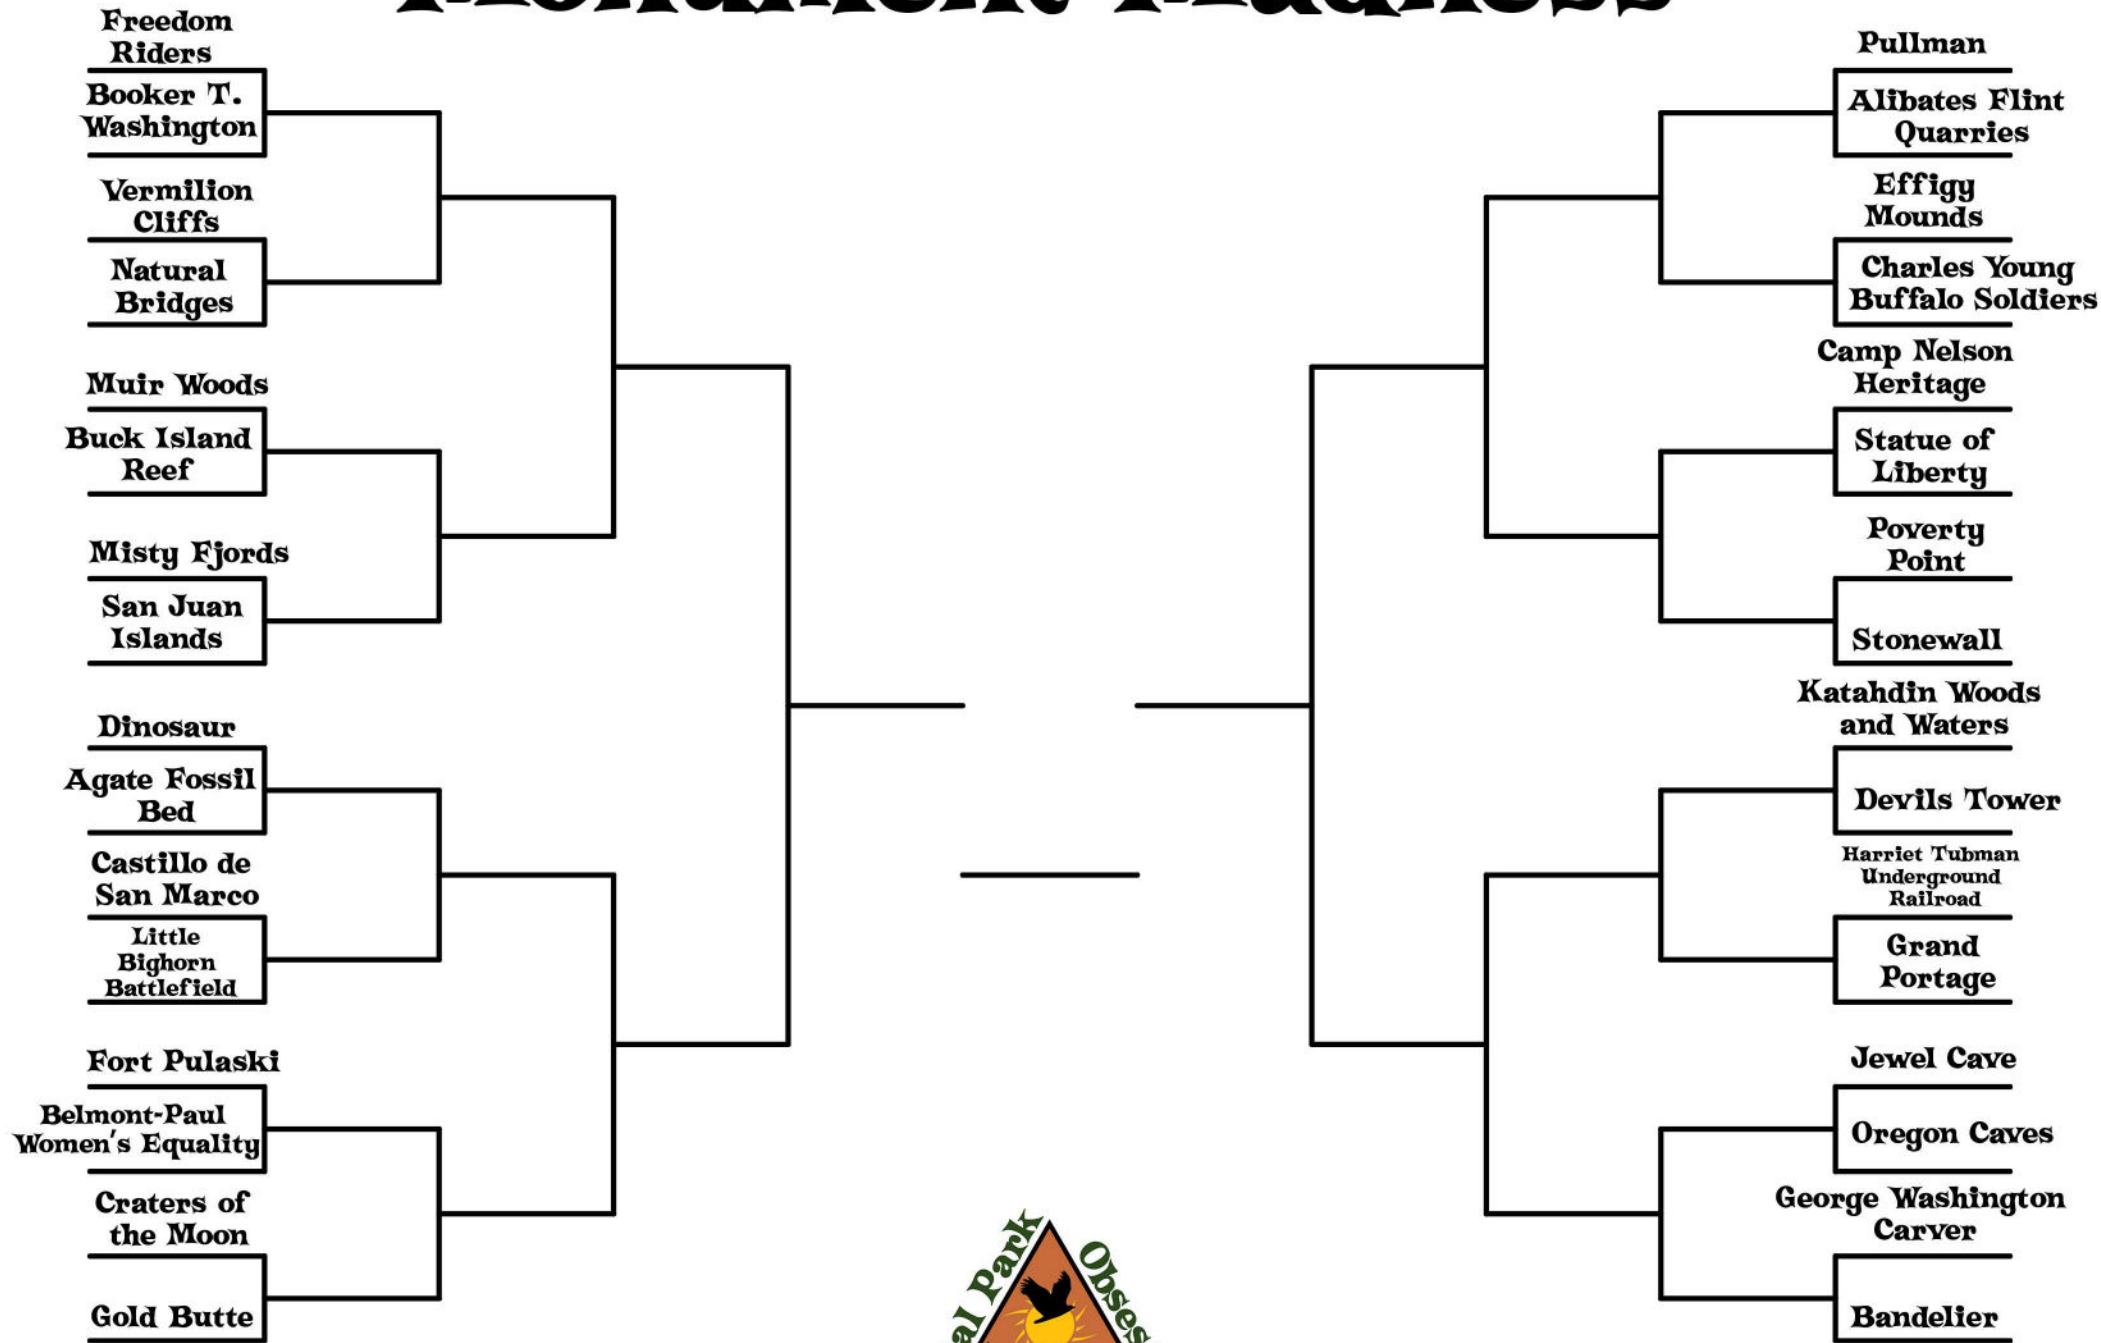 Monument Madness
Freedom
Riders
Booker T.
Washington
Vermilion
Cliffs
Natural
Bridges
Muir Woods
Buck Island
Reef
Misty Fjords
San Juan
Islands
Dinosaur
Agate Fossil
Bed
Castillo de
San Marco
Little
Bighorn
Battlefield
Fort Pulaski
Belmont-Paul
Women's Equality
Craters of
the Moon
Gold Butte
Pullman
Alibates Flint
Quarries
Effigy
Mounds
Charles Young
Buffalo Soldiers
Camp Nelson
Heritage
Statue of
Liberty
Poverty
Point
Stonewall
Katahdin Woods
and Waters
Devils Tower
Harriet Tubman
Underground
Railroad
Grand
Portage
Jewel Cave
Oregon Caves
George Washington
Carver
Bandelier
Park